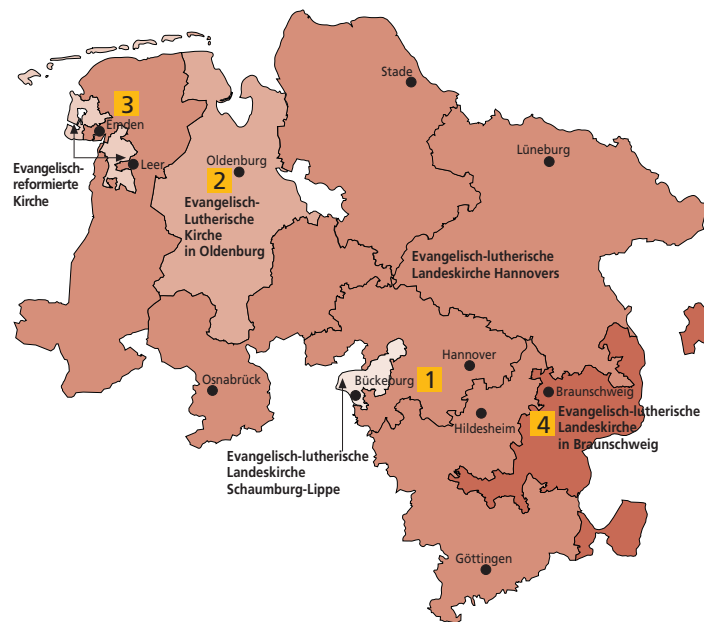 Stade
3
Emden
Evangelisch-
reformierte
Kirche
Leer
Oldenburg
2
Evangelisch-
Lutherische
Kirche
in Oldenburg
Lüneburg
Evangelisch-lutherische
Landeskirche Hannovers
Hannover
Osnabrück
Bückeburg
1
Braunschweig
Hildesheim
4
Evangelisch-lutherische
Landeskirche
in Braunschweig
Evangelisch-lutherische
Landeskirche
Schaumburg-Lippe
Göttingen